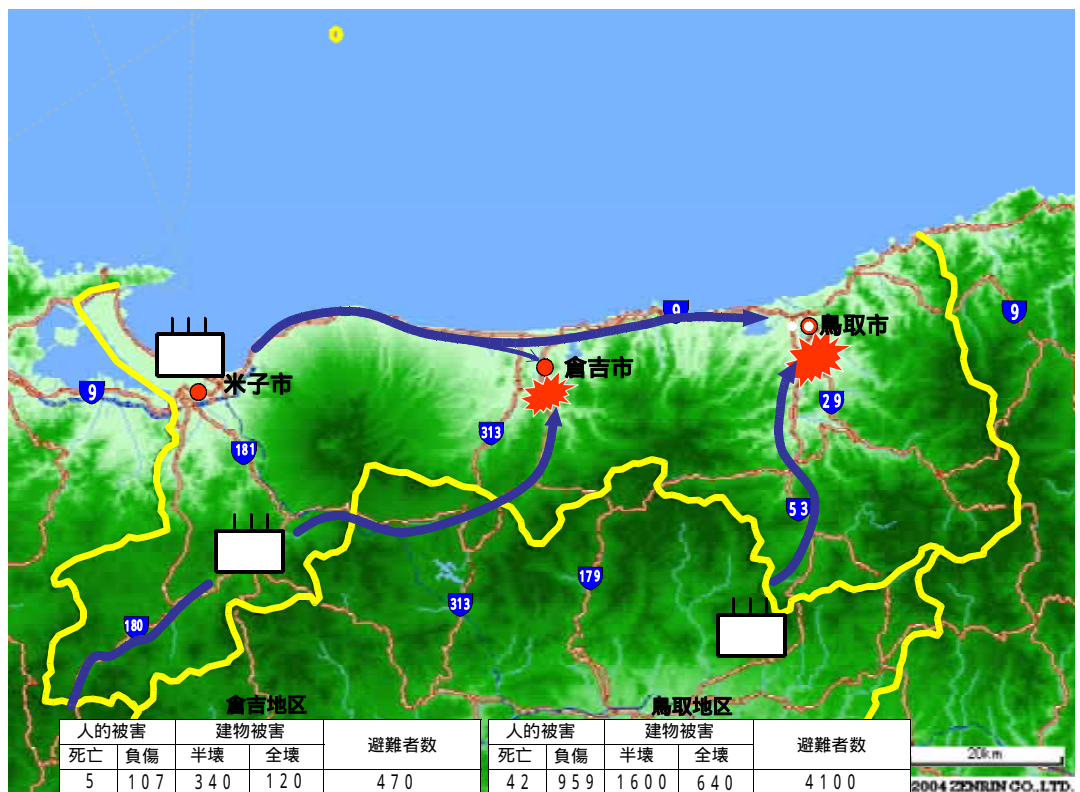 9
鳥取市
9
倉吉市
米子市
9
29
313
181
53
179
313
180
倉吉地区
鳥取地区
人的被害 建物被害 避難者数
死亡 負傷 半壊 全壊
5 107 340 120 470
人的被害 建物被害 避難者数
死亡 負傷 半壊 全壊
42 959 1600 640 4100
20km
2004 ZENRIN CO.,LTD.